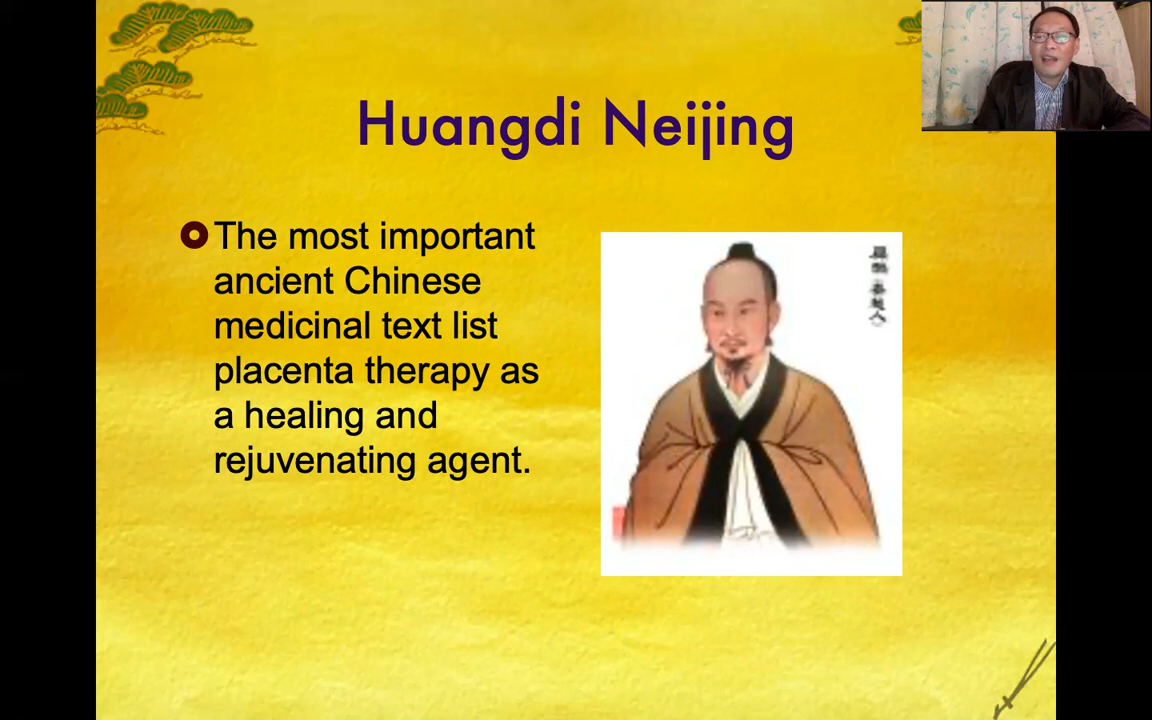 Huangdi Neijing
The most important
ancient Chinese
medicinal text list
placenta therapy as
a healing and
rejuvenating agent.